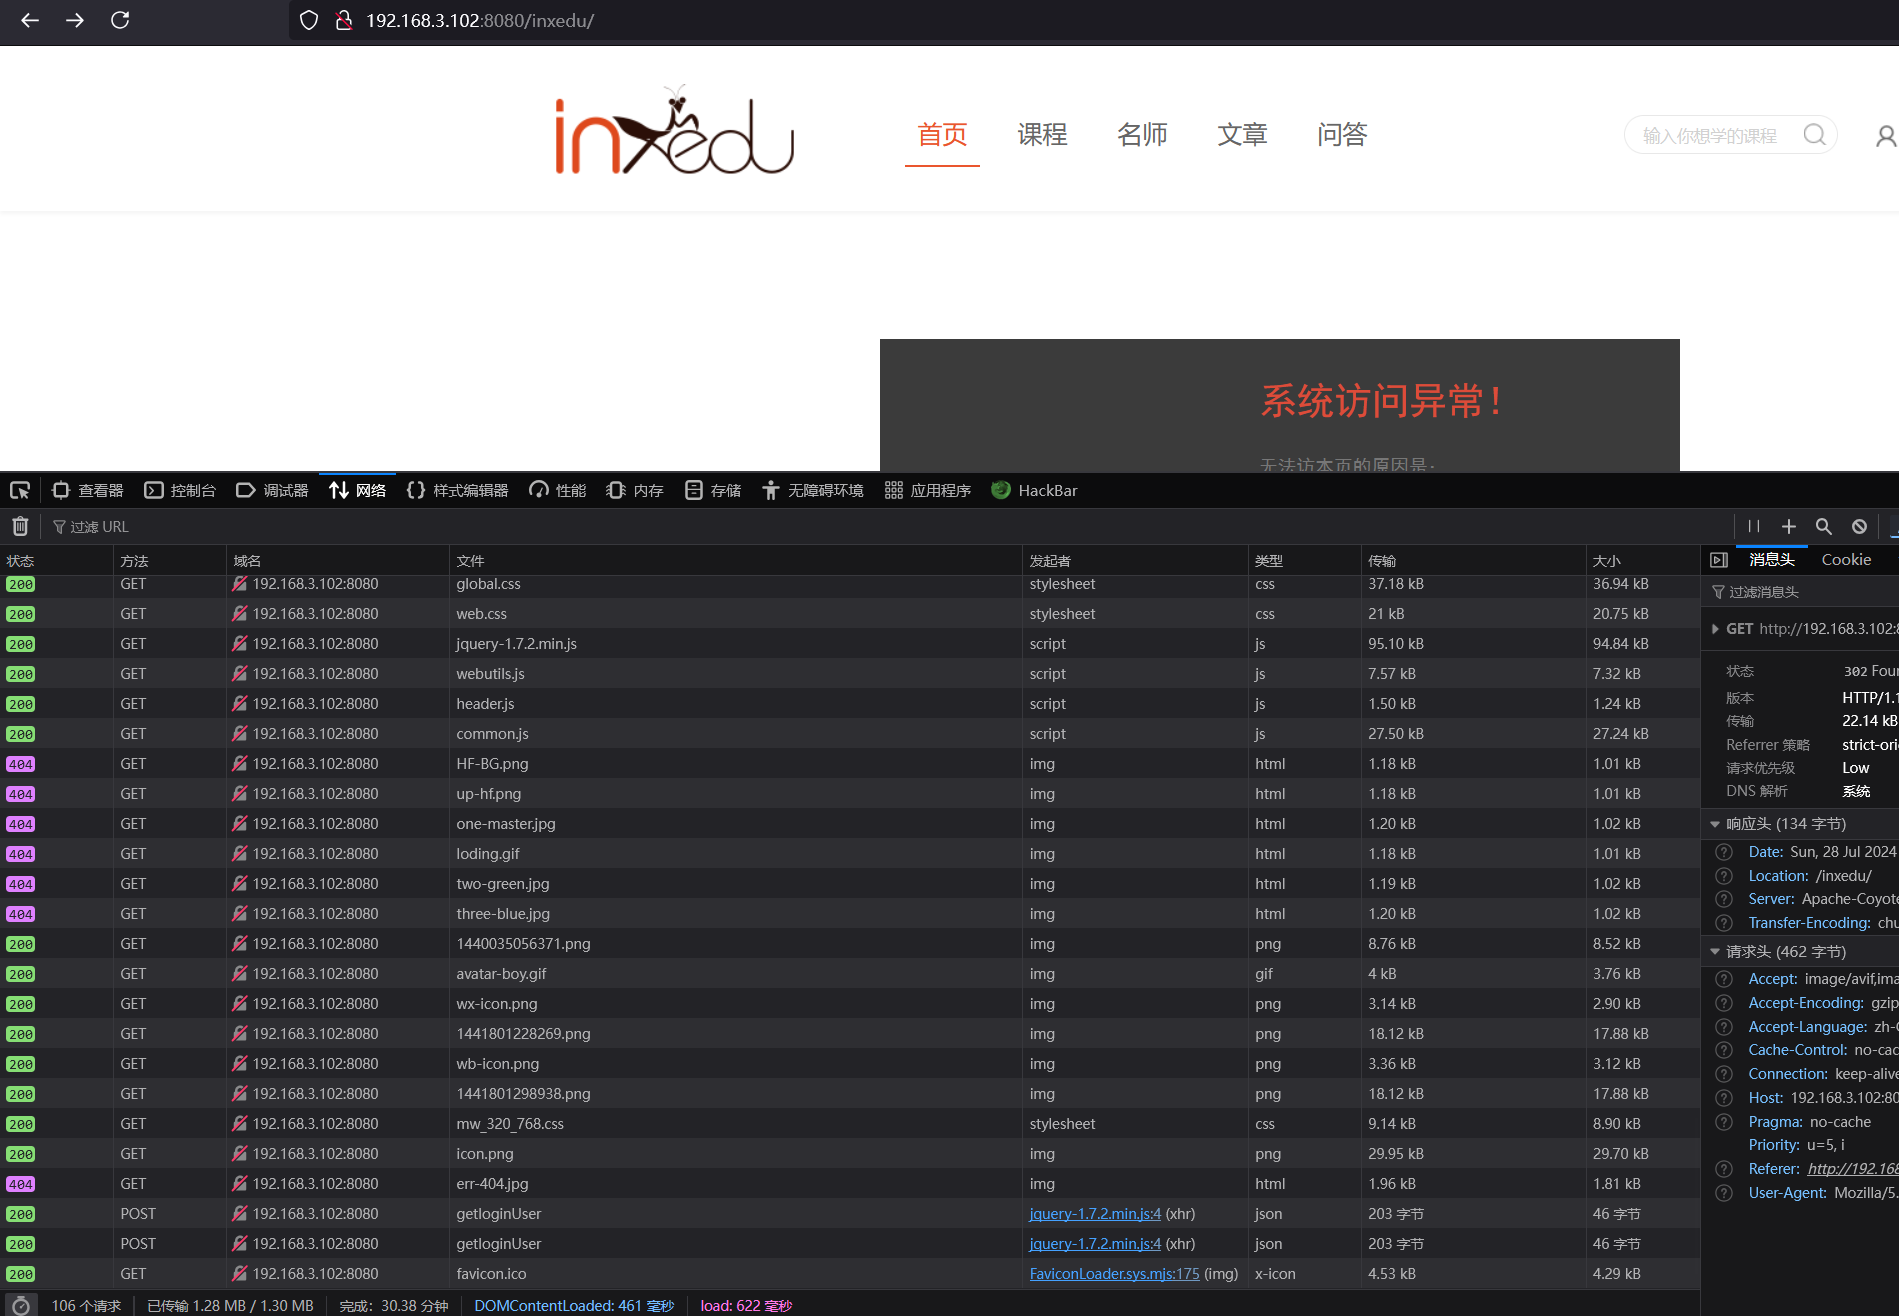 192.168.3.102:8080/inxedu/
inxedu
首页 课程 名师 文章 问答
输入你想学的课程
系统访问异常！
无法访本页的原因是:
查看器 控制台 调试器 网络 样式编辑器 性能 内存 存储 无障碍环境 应用程序 HackBar
过滤 URL
状态 方法 域名 文件 发起者 类型 传输 大小
200 GET 192.168.3.102:8080 global.css stylesheet css 37.18 kB 36.94 kB
200 GET 192.168.3.102:8080 web.css stylesheet css 21 kB 20.75 kB
200 GET 192.168.3.102:8080 jquery-1.7.2.min.js script js 95.10 kB 94.84 kB
200 GET 192.168.3.102:8080 webutils.js script js 7.57 kB 7.32 kB
200 GET 192.168.3.102:8080 header.js script js 1.50 kB 1.24 kB
200 GET 192.168.3.102:8080 common.js script js 27.50 kB 27.24 kB
404 GET 192.168.3.102:8080 HF-BG.png img html 1.18 kB 1.01 kB
404 GET 192.168.3.102:8080 up-hf.png img html 1.18 kB 1.01 kB
404 GET 192.168.3.102:8080 one-master.jpg img html 1.20 kB 1.02 kB
404 GET 192.168.3.102:8080 loding.gif img html 1.18 kB 1.01 kB
404 GET 192.168.3.102:8080 two-green.jpg img html 1.19 kB 1.02 kB
404 GET 192.168.3.102:8080 three-blue.jpg img html 1.20 kB 1.02 kB
200 GET 192.168.3.102:8080 1440035056371.png img png 8.76 kB 8.52 kB
200 GET 192.168.3.102:8080 avatar-boy.gif img gif 4 kB 3.76 kB
200 GET 192.168.3.102:8080 wx-icon.png img png 3.14 kB 2.90 kB
200 GET 192.168.3.102:8080 1441801228269.png img png 18.12 kB 17.88 kB
200 GET 192.168.3.102:8080 wb-icon.png img png 3.36 kB 3.12 kB
200 GET 192.168.3.102:8080 1441801298938.png img png 18.12 kB 17.88 kB
200 GET 192.168.3.102:8080 mw_320_768.css stylesheet css 9.14 kB 8.90 kB
200 GET 192.168.3.102:8080 icon.png img png 29.95 kB 29.70 kB
404 GET 192.168.3.102:8080 err-404.jpg img html 1.96 kB 1.81 kB
200 POST 192.168.3.102:8080 getloginUser jquery-1.7.2.min.js:4 (xhr) json 203 字节 46 字节
200 POST 192.168.3.102:8080 getloginUser jquery-1.7.2.min.js:4 (xhr) json 203 字节 46 字节
200 GET 192.168.3.102:8080 favicon.ico FaviconLoader.sys.mjs:175 (img) x-icon 4.53 kB 4.29 kB
106 个请求 已传输 1.28 MB / 1.30 MB 完成：30.38 分钟 DOMContentLoaded: 461 毫秒 load: 622 毫秒
消息头 Cookie
过滤消息头
GET http://192.168.3.102:8
状态 302 Four
版本 HTTP/1.1
传输 22.14 kB
Referrer 策略 strict-ori
请求优先级 Low
DNS 解析 系统
响应头 (134 字节)
Date: Sun, 28 Jul 2024
Location: /inxedu/
Server: Apache-Coyote
Transfer-Encoding: chu
请求头 (462 字节)
Accept: image/avif,ima
Accept-Encoding: gzip
Accept-Language: zh-C
Cache-Control: no-cac
Connection: keep-alive
Host: 192.168.3.102:80
Pragma: no-cache
Priority: u=5, i
Referer: http://192.168
User-Agent: Mozilla/5.